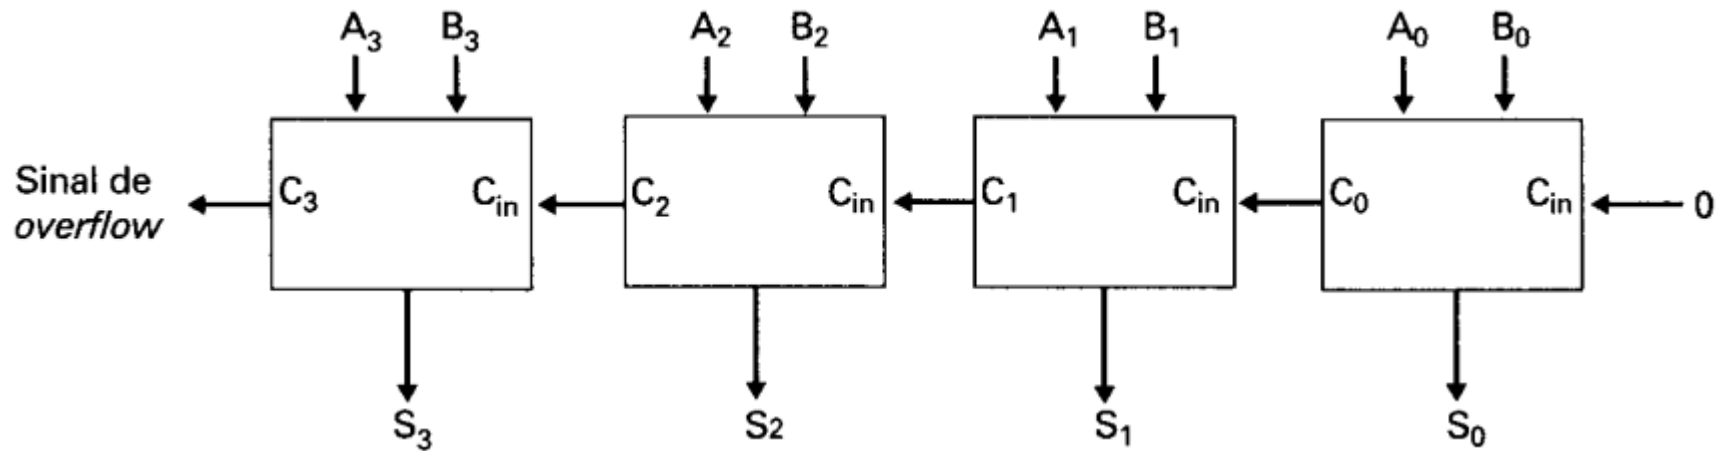 A₃ B₃ A₂ B₂ A₁ B₁ A₀ B₀
Sinal de
overflow
C₃ Cᵢₙ C₂ Cᵢₙ C₁ Cᵢₙ C₀ Cᵢₙ 0
S₃ S2 S₁ S₀